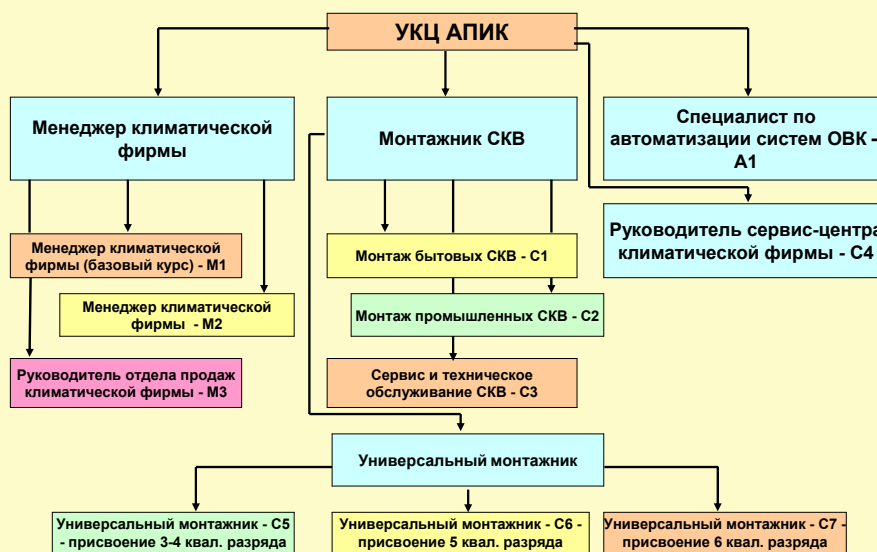 УКЦ АПИК
Менеджер климатической
фирмы
Монтажник СКВ
Специалист по
автоматизации систем ОВК –
А1
Менеджер климатической
фирмы (базовый курс) - М1
Менеджер климатической
фирмы - М2
Руководитель отдела продаж
климатической фирмы - М3
Монтаж бытовых СКВ - С1
Монтаж промышленных СКВ - С2
Сервис и техническое
обслуживание СКВ - С3
Руководитель сервис-центра
климатической фирмы - С4
Универсальный монтажник
Универсальный монтажник - С5
- присвоение 3-4 квал. разряда
Универсальный монтажник - С6 -
присвоение 5 квал. разряда
Универсальный монтажник - С7 -
присвоение 6 квал. разряда